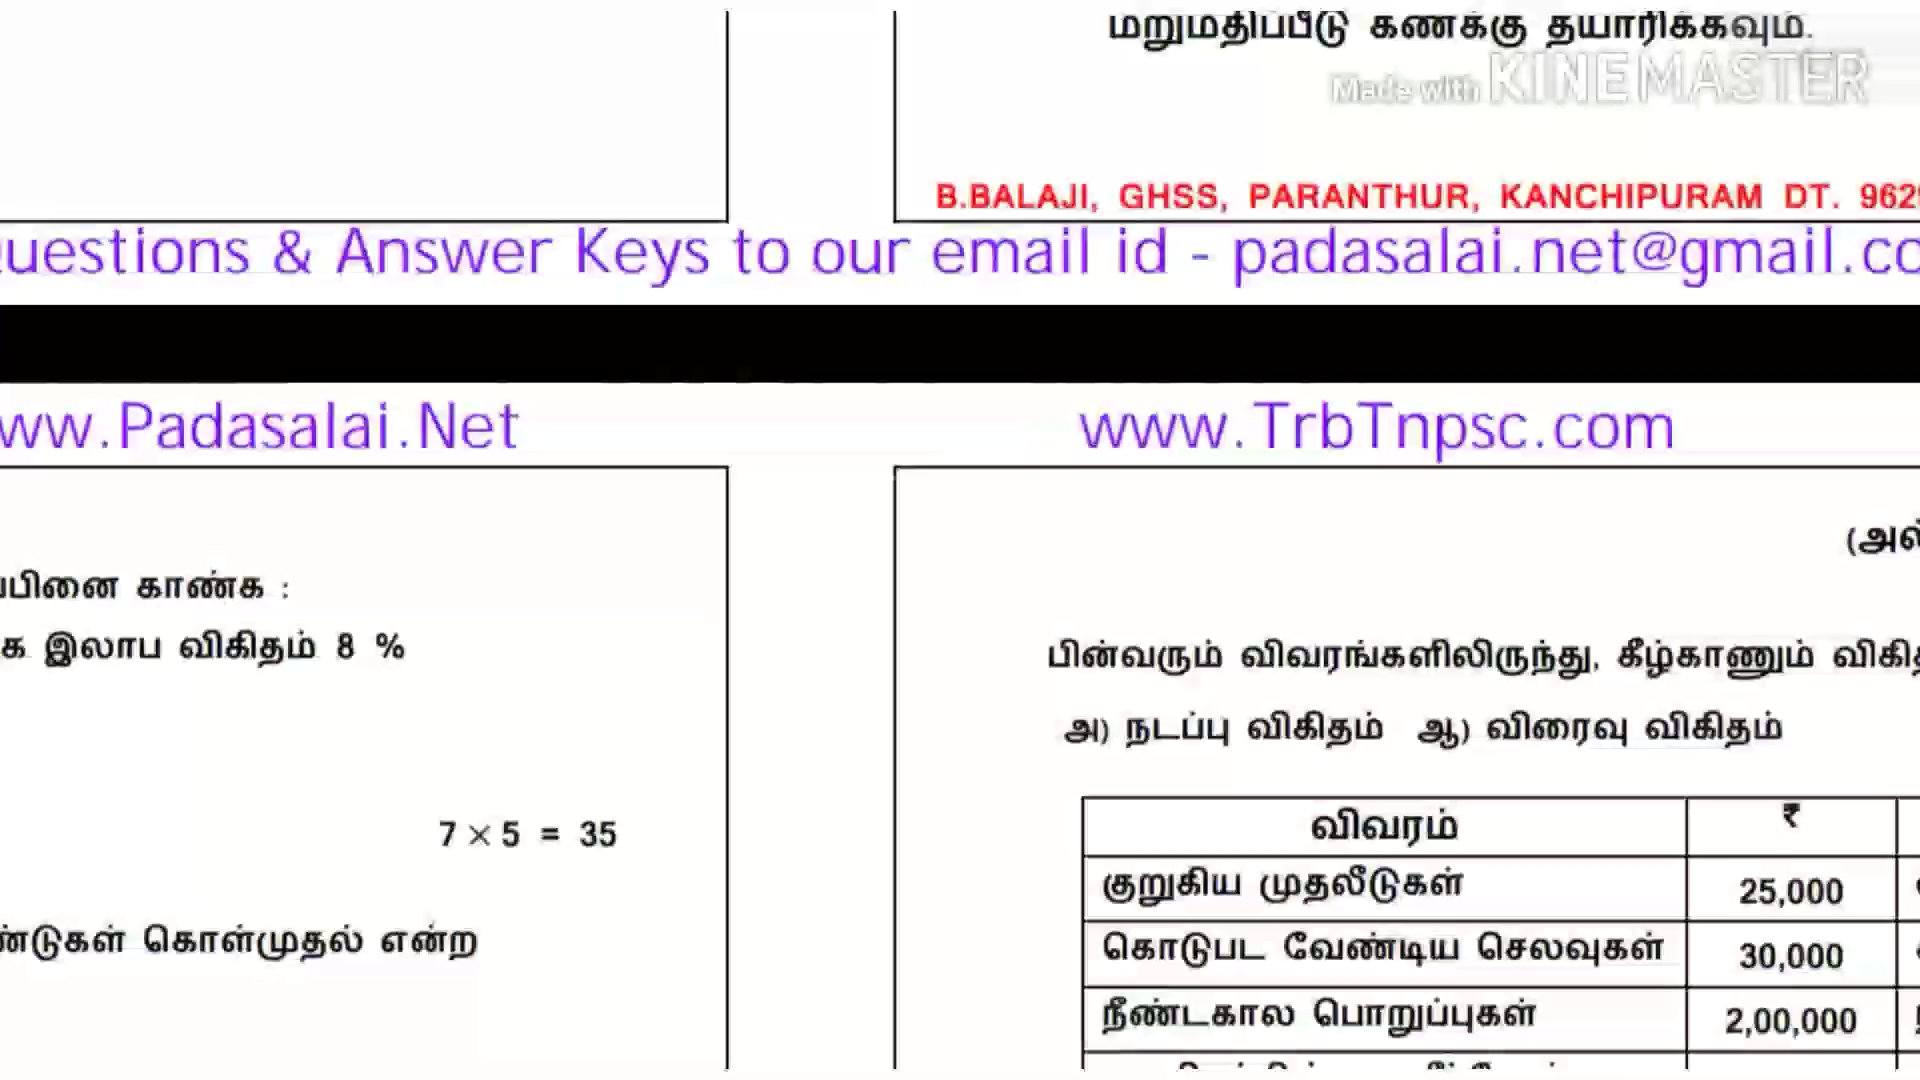 மறுமதிப்பீடு கணக்கு தயாரிக்கவும்.
Made with KINEMASTER
B.BALAJI, GHSS, PARANTHUR, KANCHIPURAM DT.
Answer Keys to our email id - padasalai.net@gmail.co
ww.Padasalai.Net
www.TrbTnpsc.com
காண்க :
இலாப விகிதம் 8 %
7 × 5 = 35
கொள்முதல் என்ற
பின்வரும் விவரங்களிலிருந்து, கீழ்காணும்
அ) நடப்பு விகிதம் ஆ) விரைவு விகிதம்
விவரம் ₹
குறுகிய முதலீடுகள் 25,000
கொடுபட வேண்டிய செலவுகள் 30,000
நீண்டகால பொறுப்புகள் 2,00,000